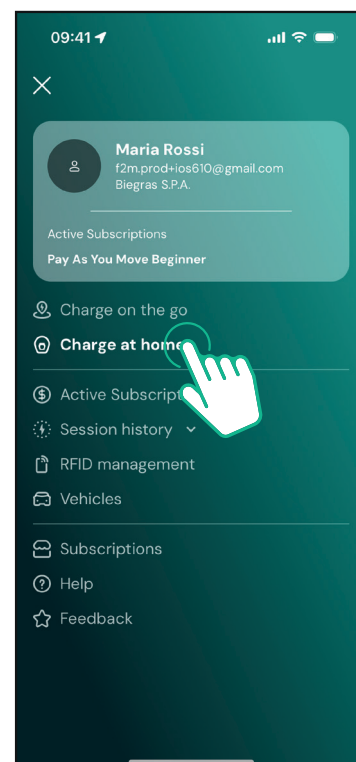 09:41
Maria Rossi
f2m.prod+ios610@gmail.com
Biegras S.P.A.
Active Subscriptions
Pay As You Move Beginner
Charge on the go
Charge at home
Active Subscript
Session history
RFID management
Vehicles
Subscriptions
Help
Feedback